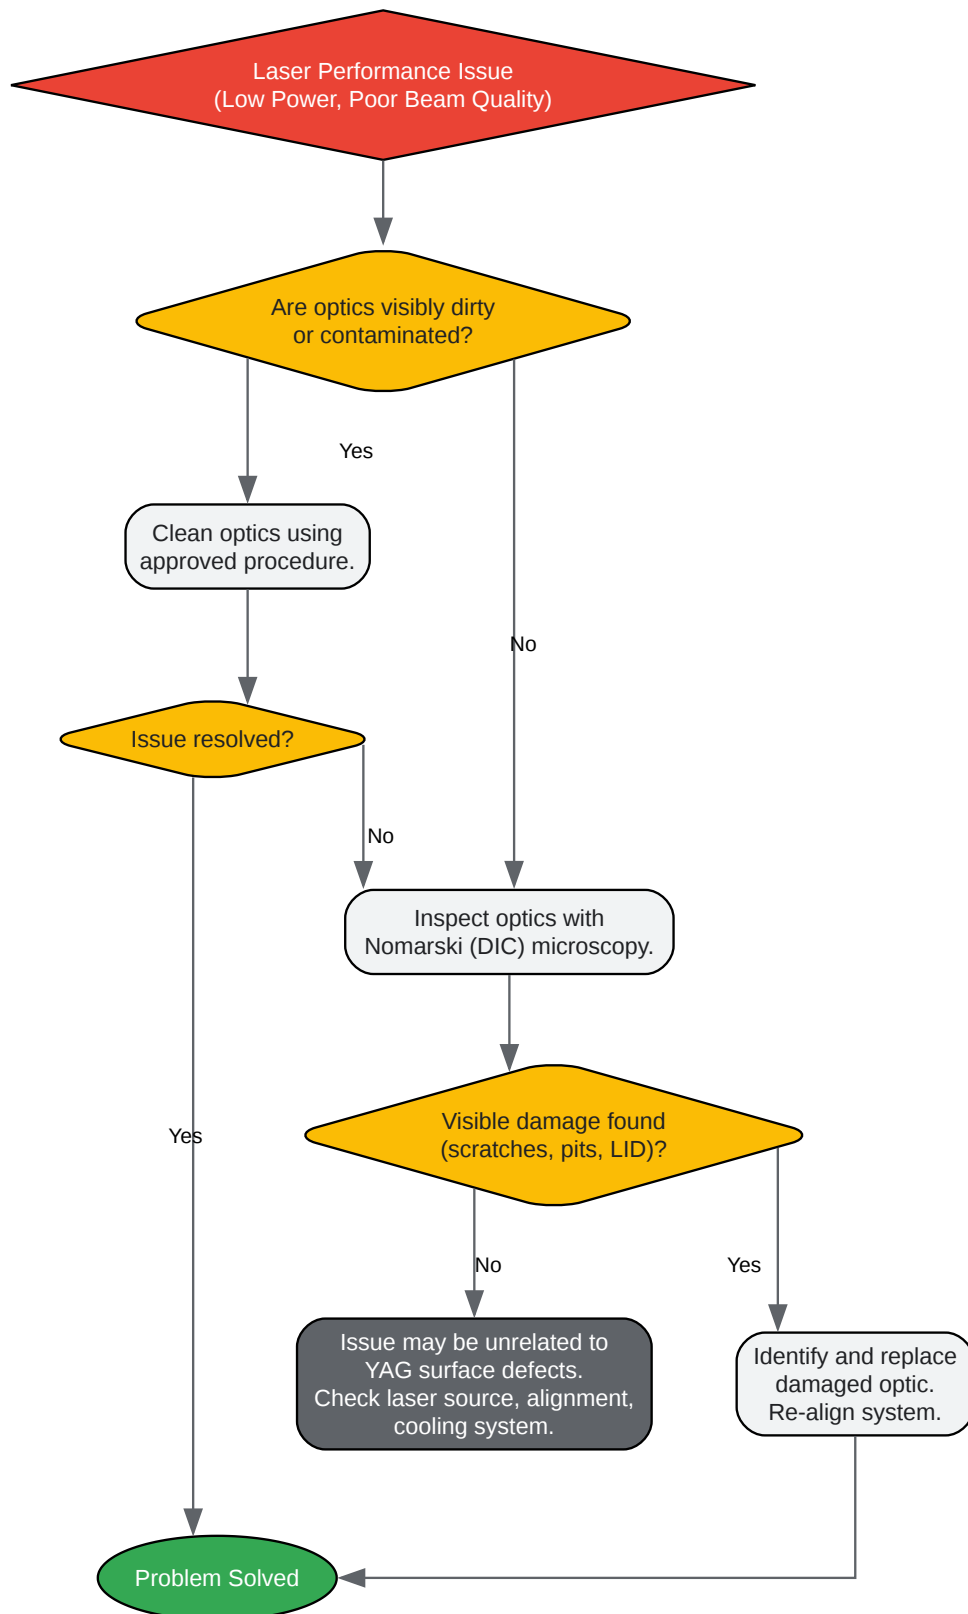 Laser Performance Issue
(Low Power, Poor Beam Quality)
Are optics visibly dirty
or contaminated?
Yes
Clean optics using
approved procedure.
No
Issue resolved?
No
Inspect optics with
Nomarski (DIC) microscopy.
Visible damage found
(scratches, pits, LID)?
Yes
No
Yes
Issue may be unrelated to
YAG surface defects.
Check laser source, alignment,
cooling system.
Identify and replace
damaged optic.
Re-align system.
Problem Solved